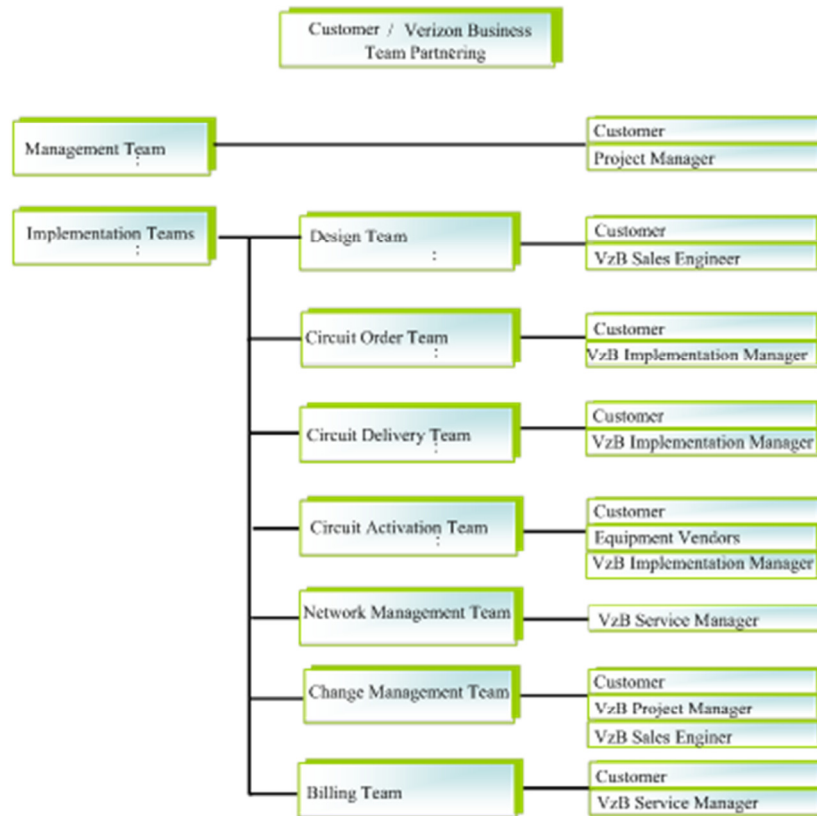 Customer / Verizon Business
Team Partnering
Management Team
:
Customer
Project Manager
Implementation Teams
:
Design Team
:
Customer
VzB Sales Engineer
Circuit Order Team
:
Customer
VzB Implementation Manager
Circuit Delivery Team
:
Customer
VzB Implementation Manager
Circuit Activation Team
:
Customer
Equipment Vendors
VzB Implementation Manager
Network Management Team
VzB Service Manager
Change Management Team
Customer
VzB Project Manager
VzB Sales Enginer
Billing Team
Customer
VzB Service Manager